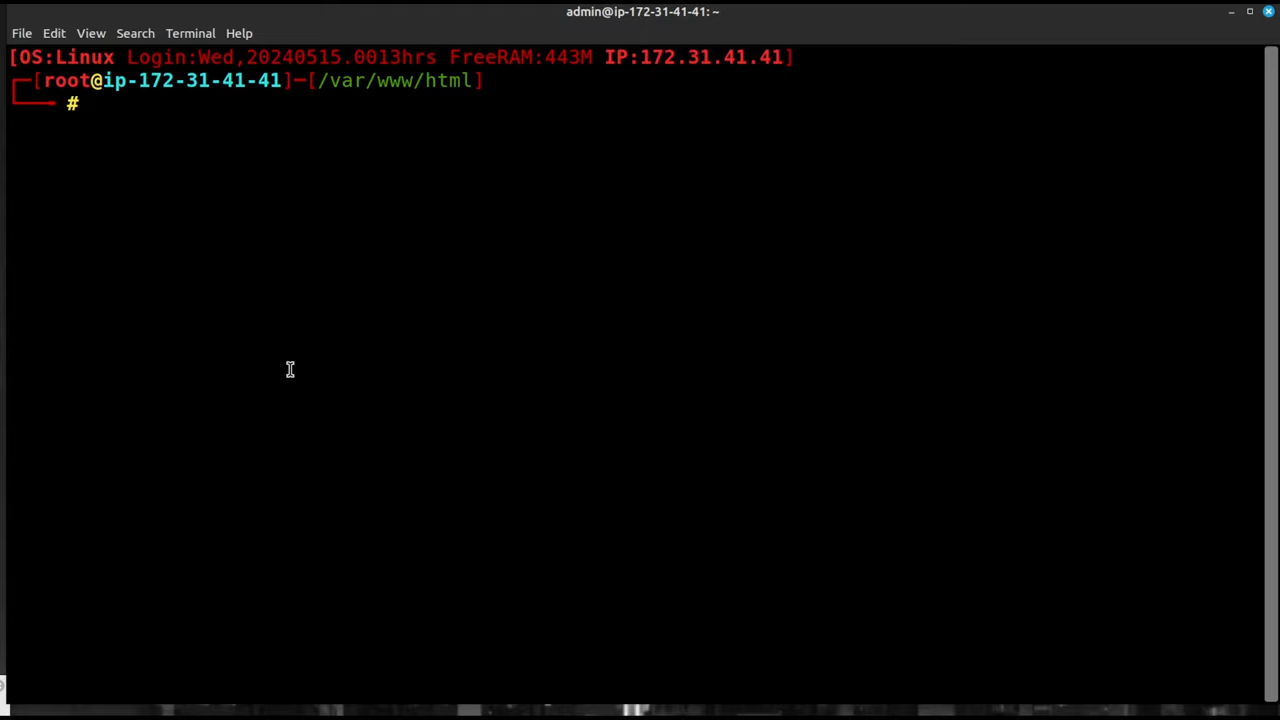 admin@ip-172-31-41-41: ~
File Edit View Search Terminal Help
[OS:Linux Login:Wed,20240515.0013hrs FreeRAM:443M IP:172.31.41.41]
┌─[root@ip-172-31-41-41]─[/var/www/html]
└──╼ #